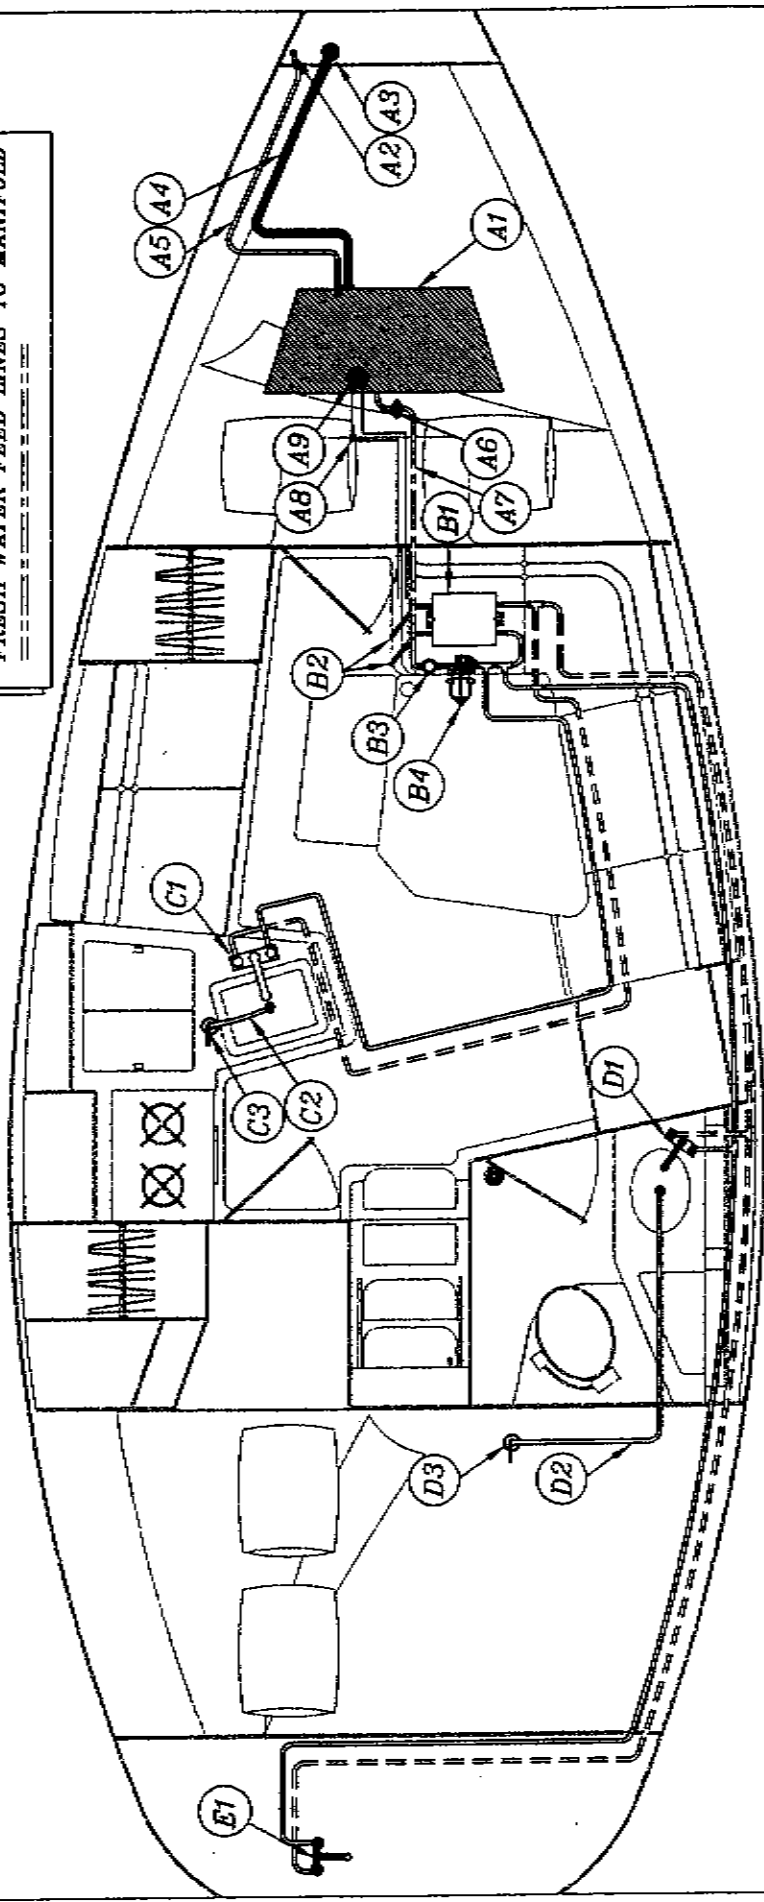 FRESH WATER FEED LINES TO MANIFOLD
A1
A2
A3
A4
A5
A6
A7
A8
A9
B1
B2
B3
B4
C1
C2
C3
D1
D2
D3
E1